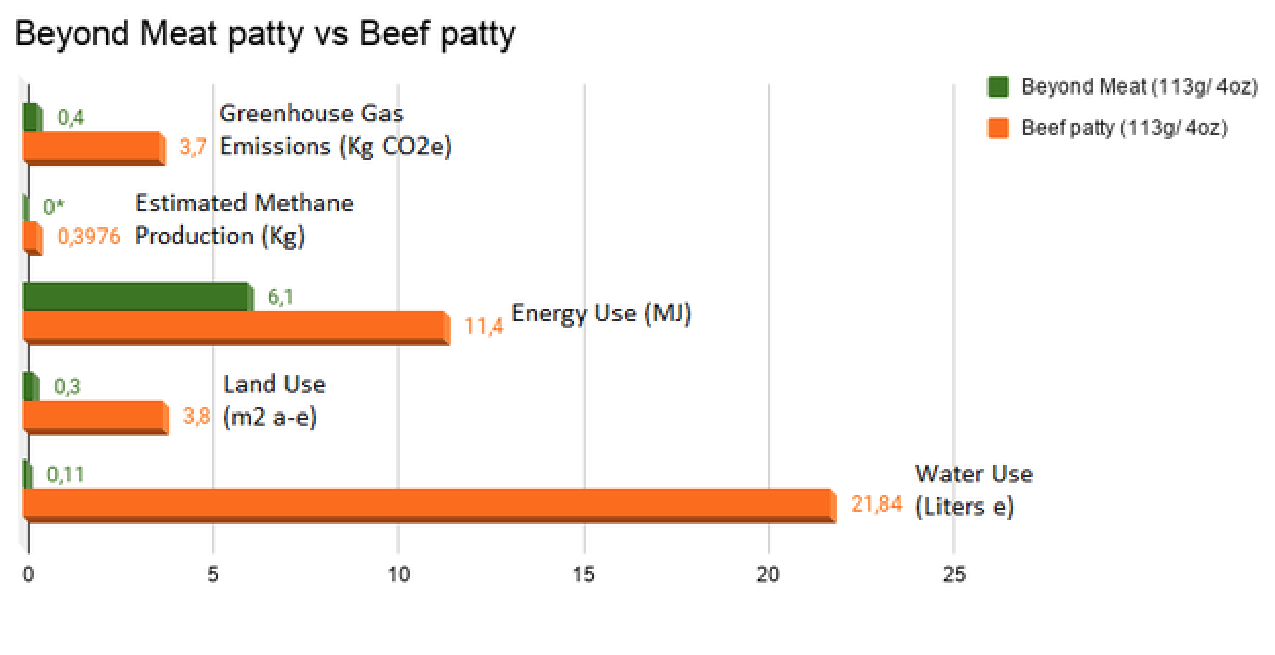 Beyond Meat patty vs Beef patty
Beyond Meat (113g/ 4oz)
Beef patty (113g/ 4oz)
0,4
Greenhouse Gas
3,7 Emissions (Kg CO2e)
0* Estimated Methane
0,3976 Production (Kg)
6,1
Energy Use (MJ)
11,4
0,3 Land Use
3,8 (m2 a-e)
0,11 Water Use
21,84 (Liters e)
0 5 10 15 20 25